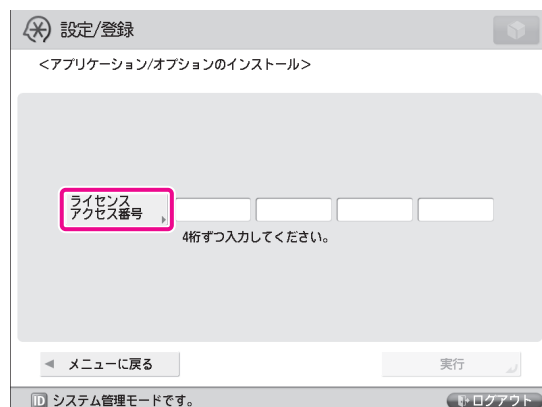 設定/登録
<アプリケーション/オプションのインストール>
ライセンス
アクセス番号
4桁ずつ入力してください。
メニューに戻る
実行
ID システム管理モードです。
ログアウト